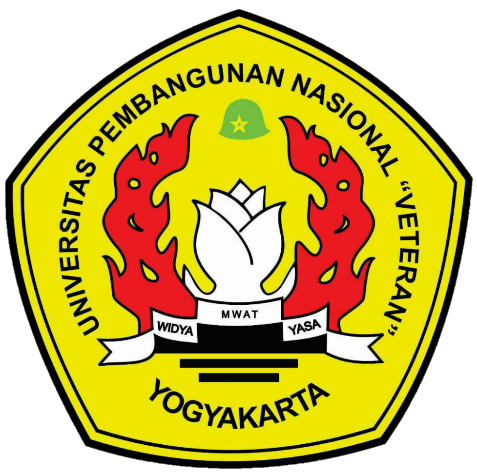 UNIVERSITAS PEMBANGUNAN NASIONAL “VETERAN”
WIDYA MWAT YASA
YOGYAKARTA